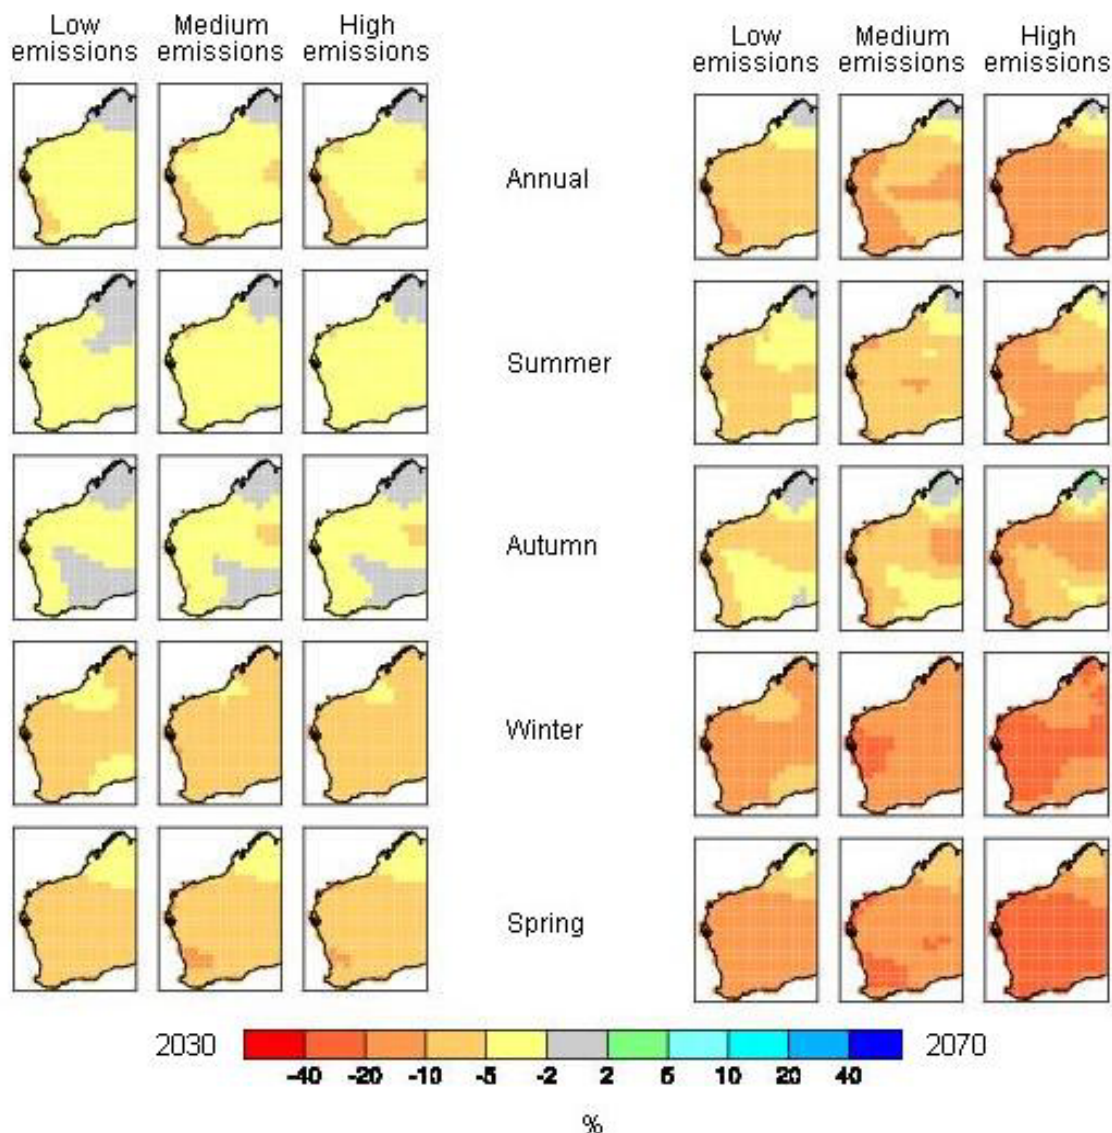 Low emissions Medium emissions High emissions
Low emissions Medium emissions High emissions
Annual
Summer
Autumn
Winter
Spring
2030 2070
-40 -20 -10 -5 -2 2 5 10 20 40
%